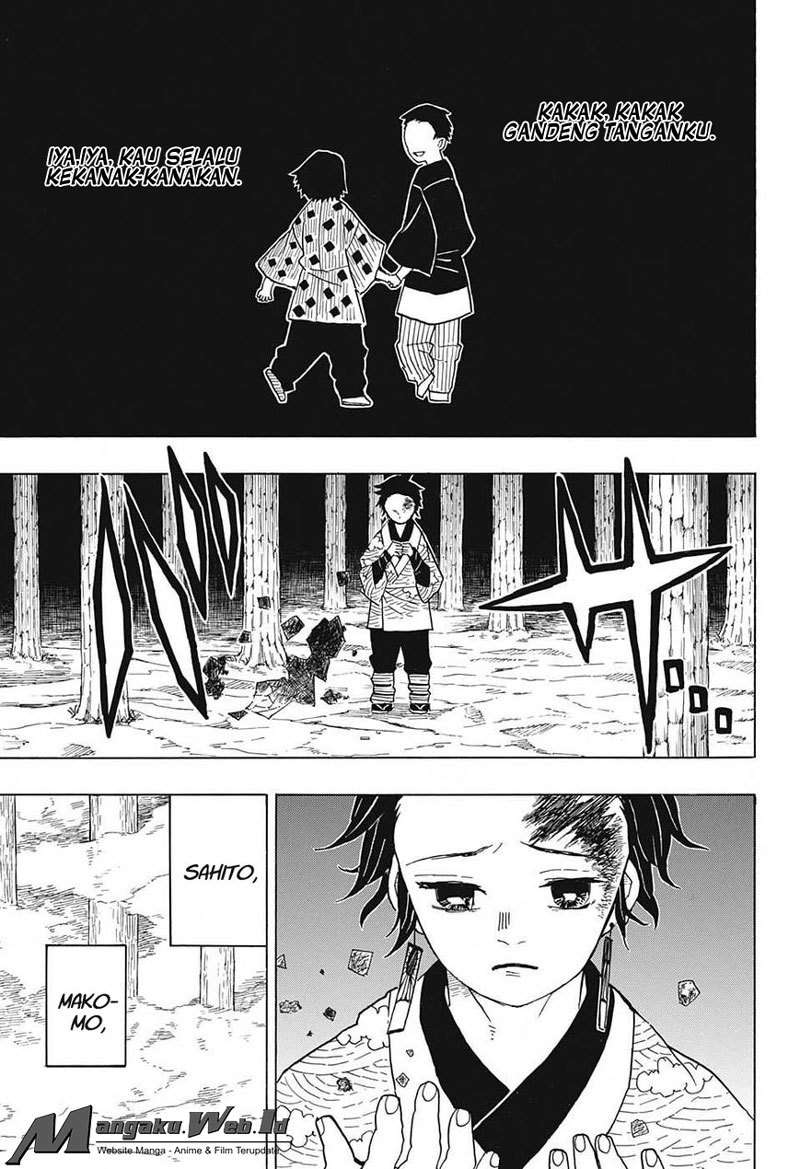 KAKAK, KAKAK
GANDENG TANGANKU.
IYA-IYA, KAU SELALU
KEKANAK-KANAKAN.
SAHITO,
MAKO-
MO,
Mangaku.Web.Id
Website Manga - Anime & Film Terupdate